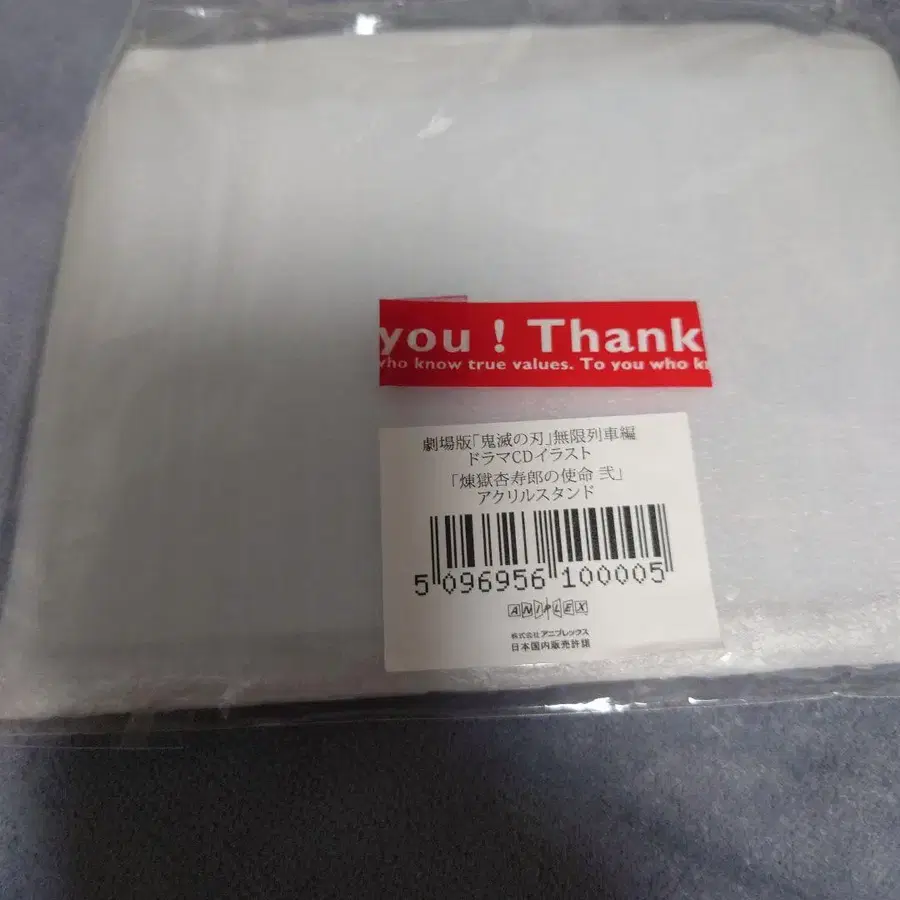 you ! Thank
who know true values. To you who k
劇場版「鬼滅の刃」無限列車編
ドラマCDイラスト
「煉獄杏寿郎の使命 弐」
アクリルスタンド
5 096956 100005
ANIPLEX
株式会社アニプレックス
日本国内販売許諾